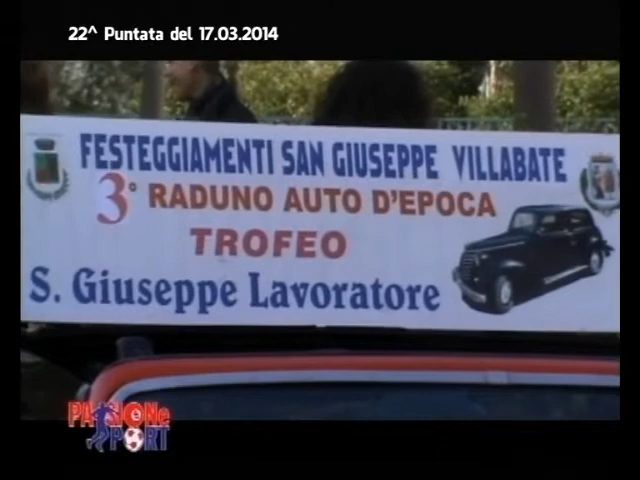 22^ Puntata del 17.03.2014
FESTEGGIAMENTI SAN GIUSEPPE VILLABATE
3° RADUNO AUTO D'EPOCA
TROFEO
S. Giuseppe Lavoratore
PASSIONe
SPORT